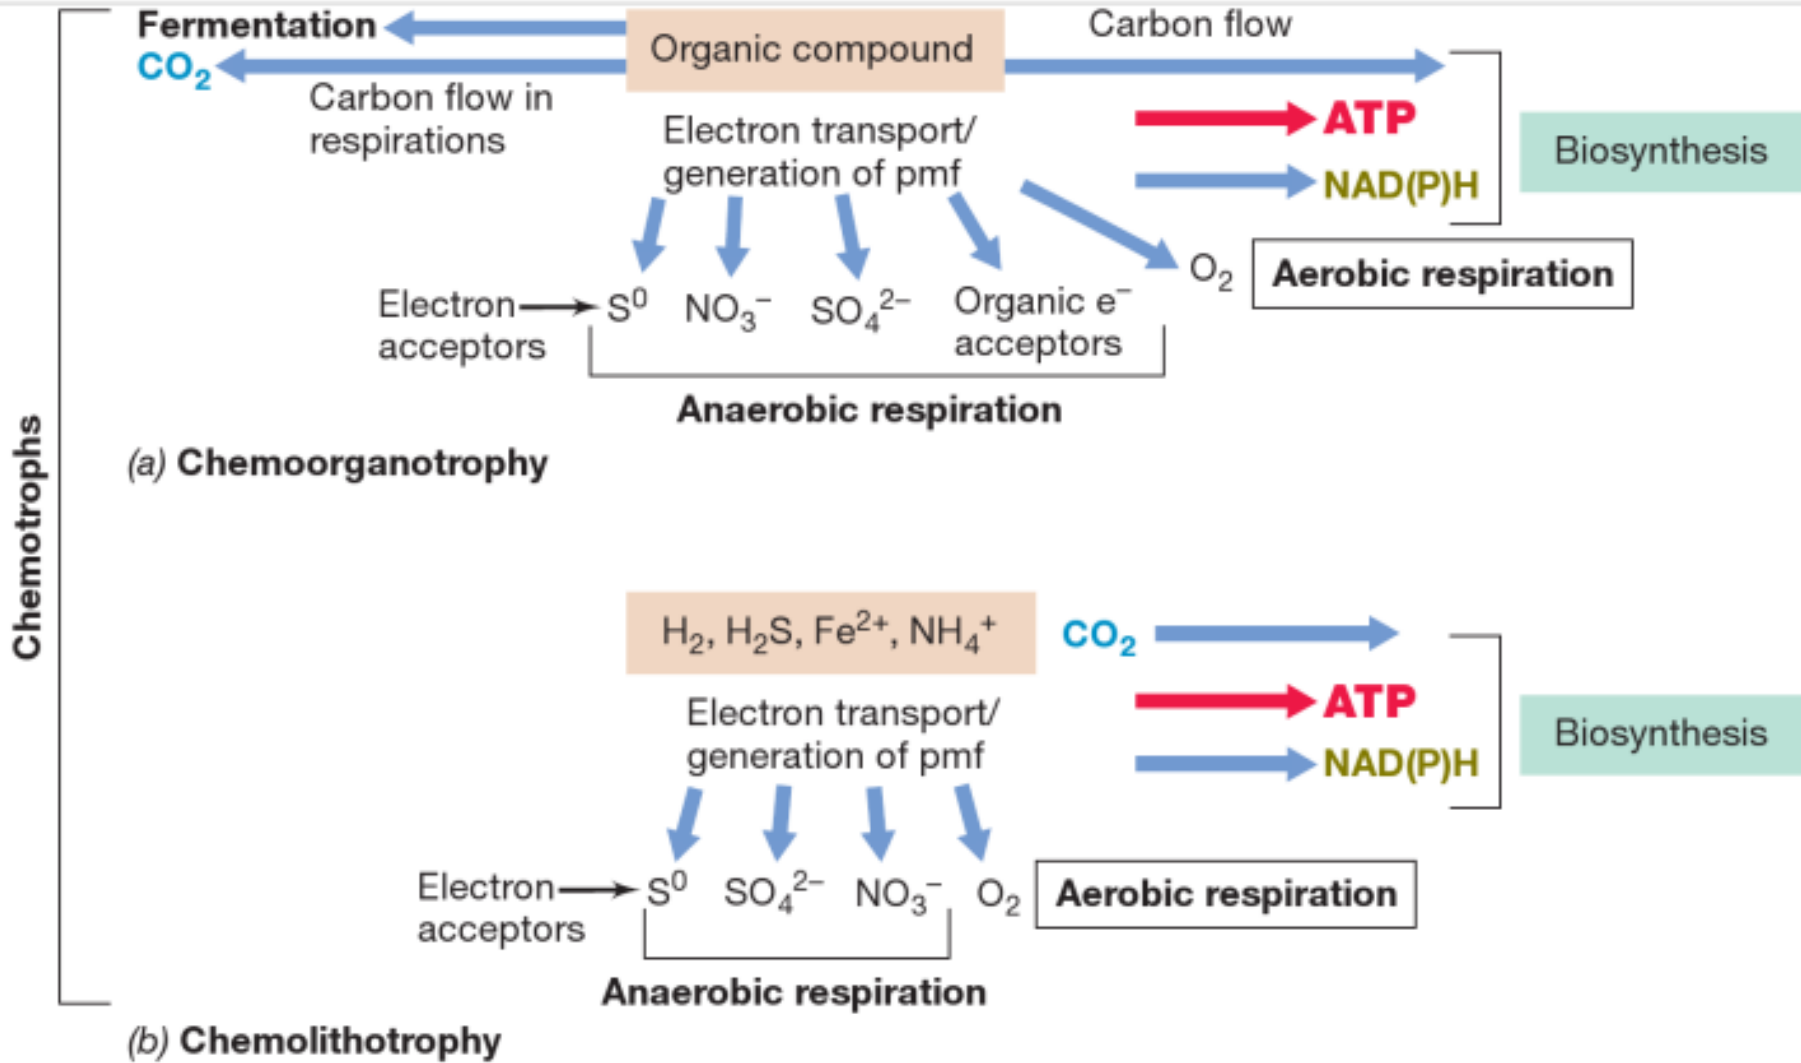 Chemotrophs
Fermentation
Organic compound
Carbon flow
CO₂
Carbon flow in
respirations
Electron transport/
generation of pmf
ATP
NAD(P)H
Biosynthesis
O₂
Aerobic respiration
Electron
acceptors
S⁰
NO₃⁻
SO₄²⁻
Organic e⁻
acceptors
Anaerobic respiration
(a) Chemoorganotrophy
H₂, H₂S, Fe²⁺, NH₄⁺
CO₂
Electron transport/
generation of pmf
ATP
NAD(P)H
Biosynthesis
Electron
acceptors
S⁰
SO₄²⁻
NO₃⁻
O₂
Aerobic respiration
Anaerobic respiration
(b) Chemolithotrophy